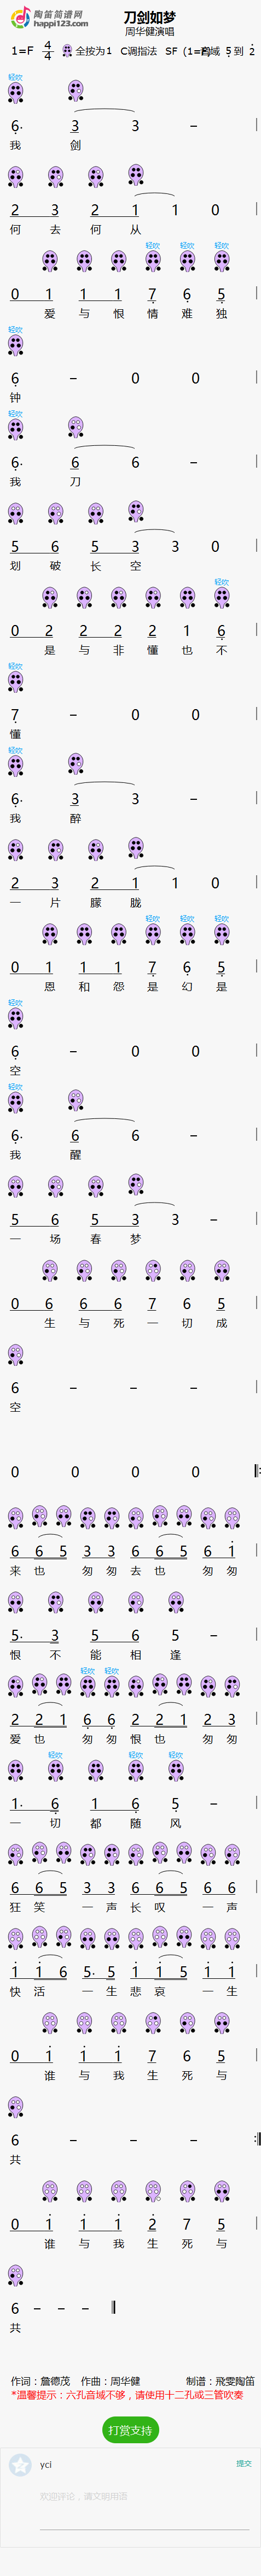 陶笛简谱网
happi123.com
刀剑如梦
周华健演唱
1=F 4/4 全按为1 C调指法 SF (1=F)音域 5到 2
轻吹
6. 3 3 –
我 剑
2 3 2 1 1 0
何 去 何 从
轻吹 轻吹 轻吹
0 1 1 1 7 6 5
爱 与 恨 情 难 独
轻吹
6 – 0 0
钟
轻吹
6. 6 6 –
我 刀
5 6 5 3 3 0
划 破 长 空
轻吹
0 2 2 2 2 1 6
是 与 非 懂 也 不
轻吹
7 – 0 0
懂
轻吹
6. 3 3 –
我 醉
2 3 2 1 1 0
一 片 朦 胧
轻吹 轻吹 轻吹
0 1 1 1 7 6 5
恩 和 怨 是 幻 是
轻吹
6 – 0 0
空
轻吹
6. 6 6 –
我 醒
5 6 5 3 3 –
一 场 春 梦
0 6 6 6 7 6 5
生 与 死 一 切 成
6 – – –
空
0 0 0 0
6 6 5 3 3 6 6 5 6 1
来 也 匆 匆 去 也 匆 匆
5. 3 5 6 5 –
恨 不 能 相 逢
轻吹 轻吹
2 2 1 6 6 2 2 1 2 3
爱 也 匆 匆 恨 也 匆 匆
轻吹 轻吹 轻吹
1. 6 1 6 5 –
一 切 都 随 风
6 6 5 3 3 6 6 5 6 6
狂 笑 一 声 长 叹 一 声
1 1 6 5. 5 1 1 5 1 1
快 活 一 生 悲 哀 一 生
0 1 1 1 7 6 5
谁 与 我 生 死 与
6 – – –
共
0 1 1 1 2 7 5
谁 与 我 生 死 与
6 – – –
共
作词：詹德茂 作曲：周华健 制谱：飛雯陶笛
*温馨提示：六孔音域不够，请使用十二孔或三管吹奏
打赏支持
yci 提交
欢迎评论，请文明用语